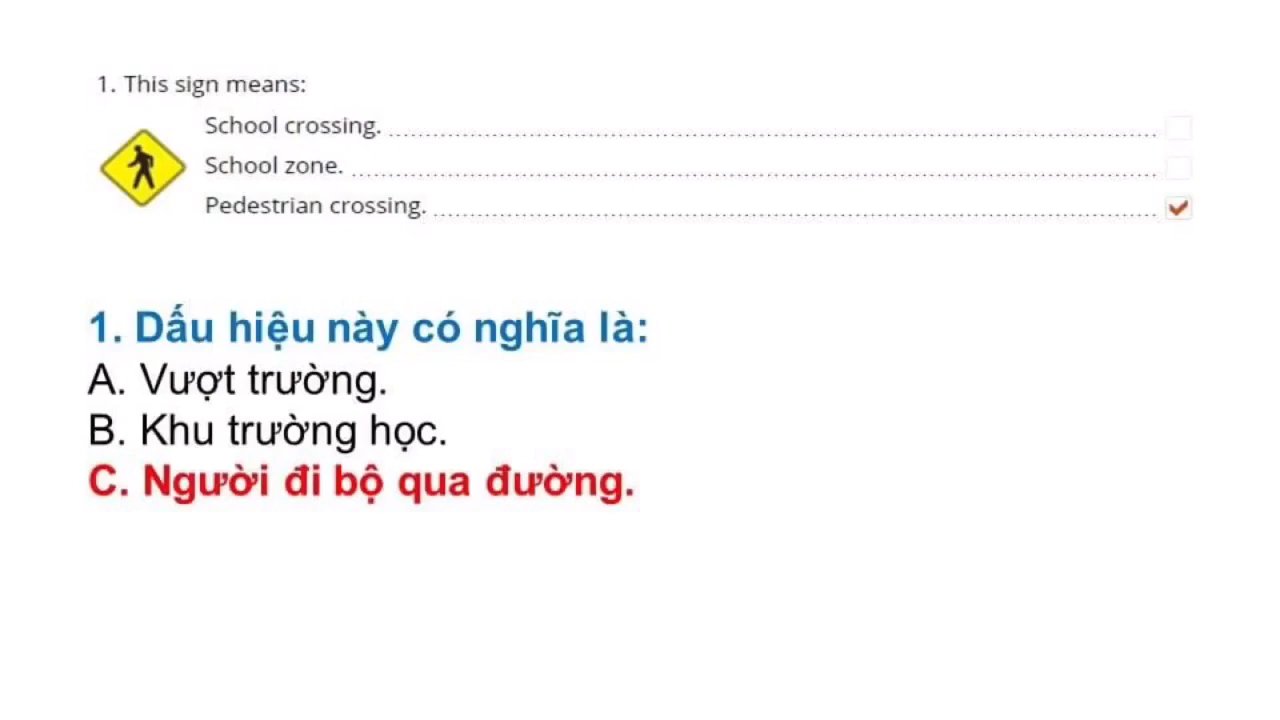 1. This sign means:
School crossing.
School zone.
Pedestrian crossing.
1. Dấu hiệu này có nghĩa là:
A. Vượt trường.
B. Khu trường học.
C. Người đi bộ qua đường.